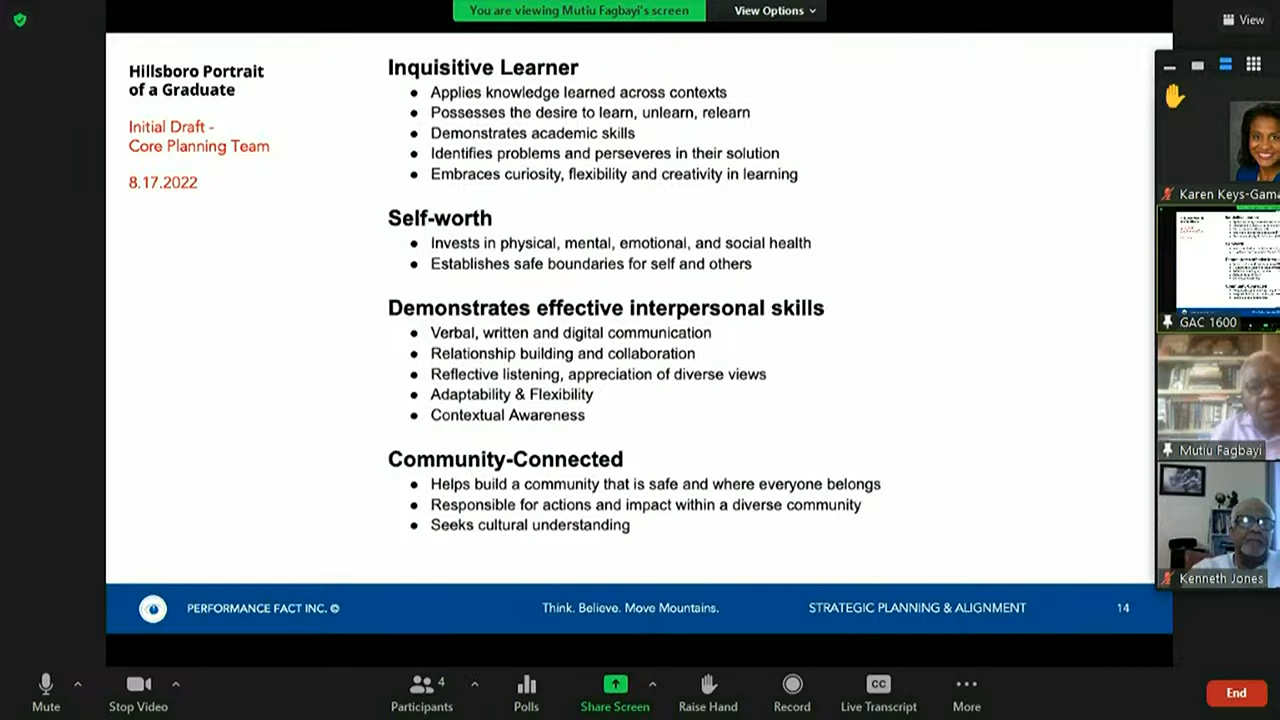 You are viewing Mutiu Fagbayi's screen
View Options
View
Hillsboro Portrait
of a Graduate
Initial Draft -
Core Planning Team
8.17.2022
Inquisitive Learner
● Applies knowledge learned across contexts
● Possesses the desire to learn, unlearn, relearn
● Demonstrates academic skills
● Identifies problems and perseveres in their solution
● Embraces curiosity, flexibility and creativity in learning
Self-worth
● Invests in physical, mental, emotional, and social health
● Establishes safe boundaries for self and others
Demonstrates effective interpersonal skills
● Verbal, written and digital communication
● Relationship building and collaboration
● Reflective listening, appreciation of diverse views
● Adaptability & Flexibility
● Contextual Awareness
Community-Connected
● Helps build a community that is safe and where everyone belongs
● Responsible for actions and impact within a diverse community
● Seeks cultural understanding
PERFORMANCE FACT INC. ©
Think. Believe. Move Mountains.
STRATEGIC PLANNING & ALIGNMENT
14
Karen Keys-Gama
GAC 1600
Mutiu Fagbayi
Kenneth Jones
Mute
Stop Video
4
Participants
Polls
Share Screen
Raise Hand
Record
CC
Live Transcript
More
End